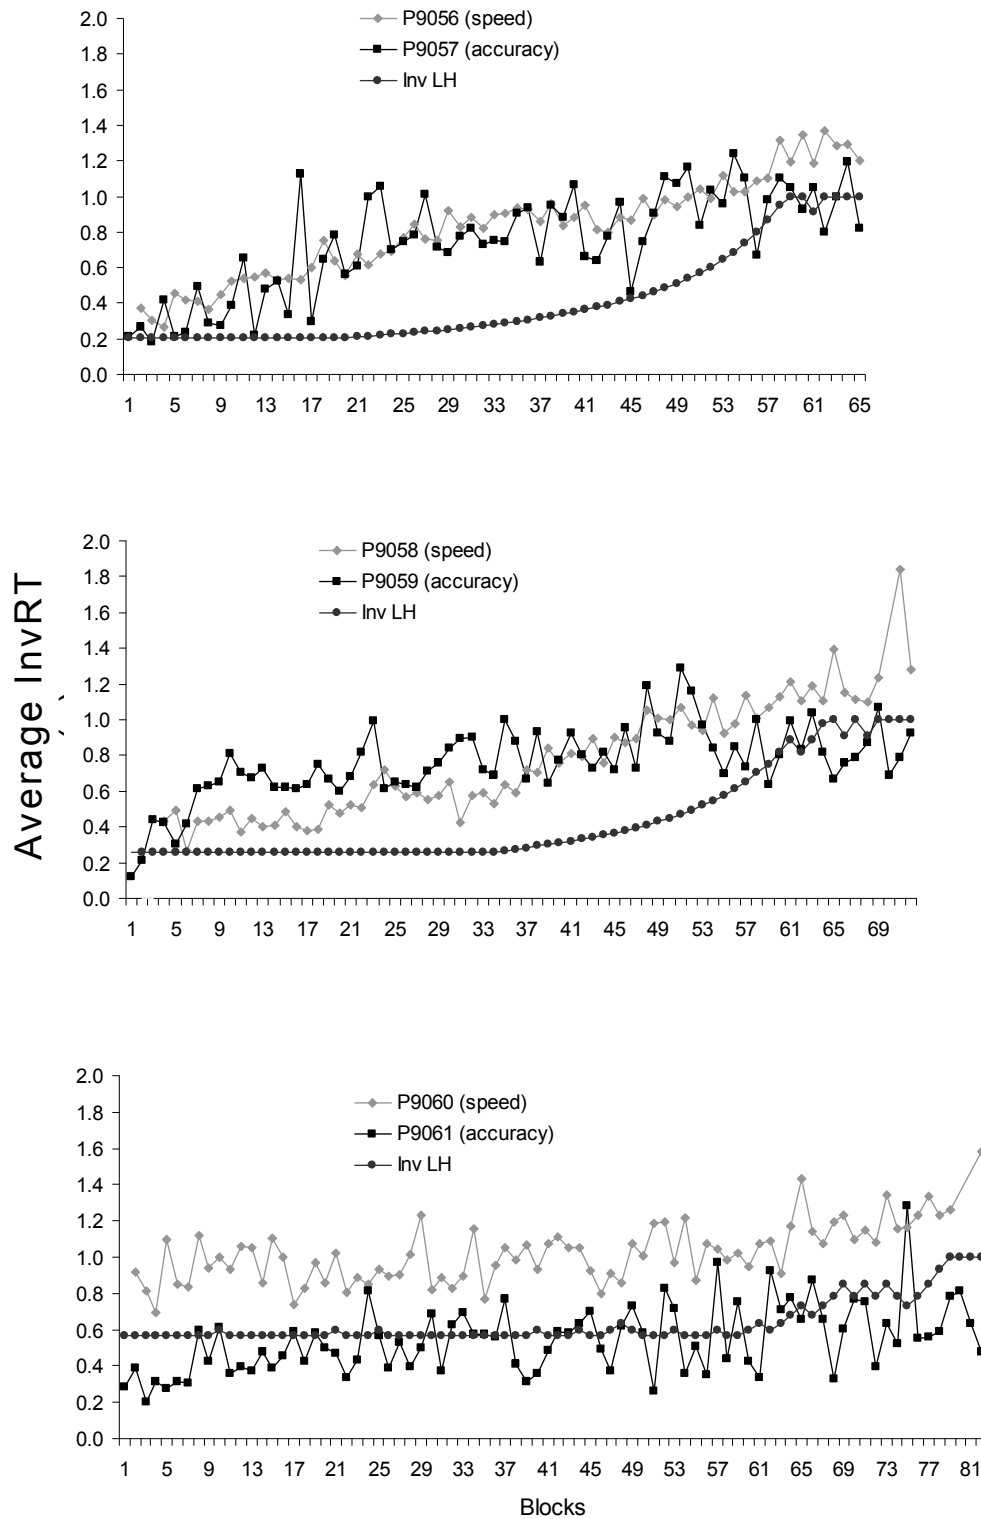 2.0
P9056 (speed)
1.8
P9057 (accuracy)
1.6
Inv LH
1.4
1.2
1.0
0.8
0.6
0.4
0.2
0.0
1 5 9 13 17 21 25 29 33 37 41 45 49 53 57 61 65
Average InvRT
2.0
P9058 (speed)
1.8
P9059 (accuracy)
1.6
Inv LH
1.4
1.2
1.0
0.8
0.6
0.4
0.2
0.0
1 5 9 13 17 21 25 29 33 37 41 45 49 53 57 61 65 69
2.0
P9060 (speed)
1.8
P9061 (accuracy)
1.6
Inv LH
1.4
1.2
1.0
0.8
0.6
0.4
0.2
0.0
1 5 9 13 17 21 25 29 33 37 41 45 49 53 57 61 65 69 73 77 81
Blocks